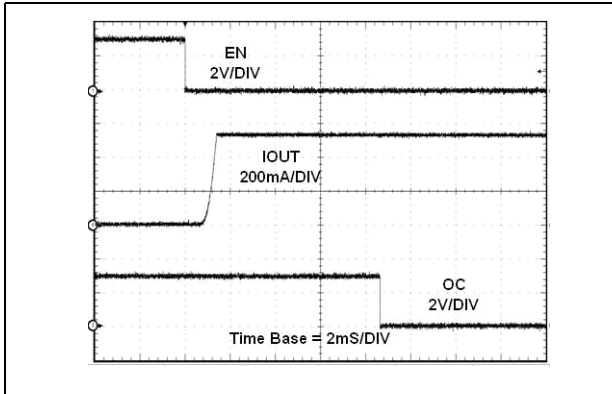 EN
2V/DIV
IOUT
200mA/DIV
OC
2V/DIV
Time Base = 2mS/DIV